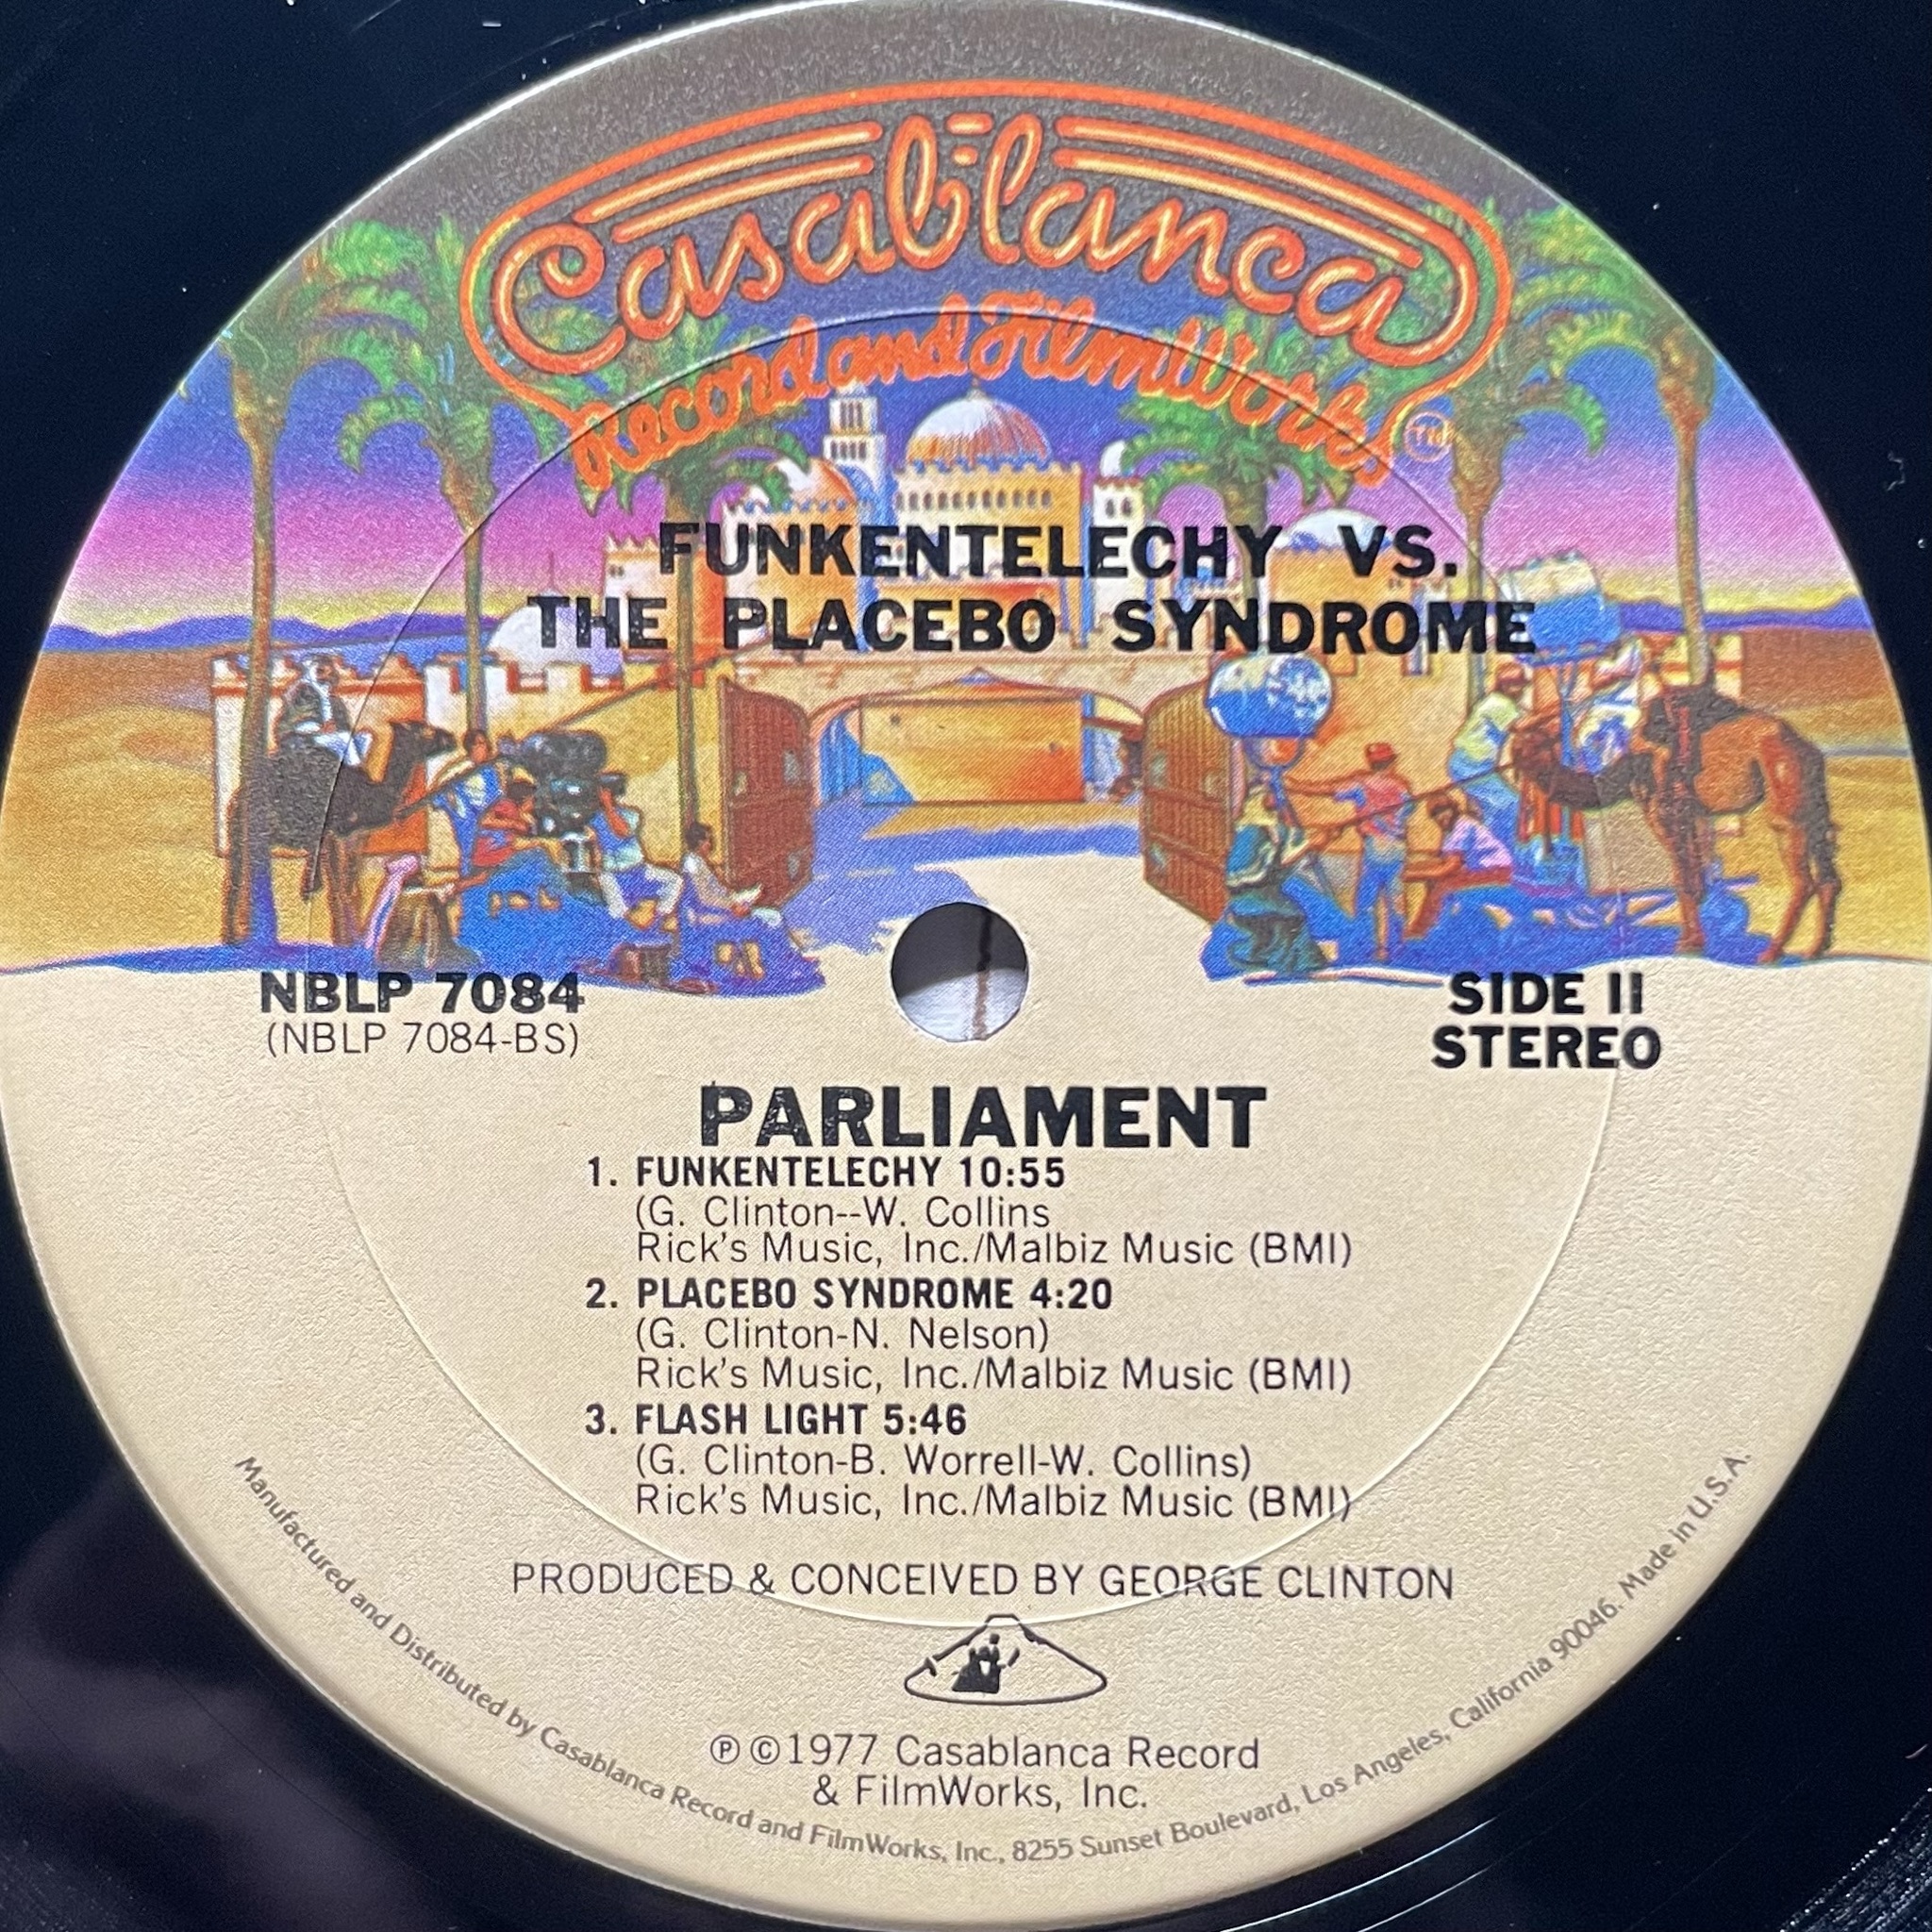 Casablanca
Record and FilmWorks
TM
FUNKENTELECHY VS.
THE PLACEBO SYNDROME
NBLP 7084
(NBLP 7084-BS)
SIDE II
STEREO
PARLIAMENT
1. FUNKENTELECHY 10:55
(G. Clinton--W. Collins
Rick's Music, Inc./Malbiz Music (BMI)
2. PLACEBO SYNDROME 4:20
(G. Clinton-N. Nelson)
Rick's Music, Inc./Malbiz Music (BMI)
3. FLASH LIGHT 5:46
(G. Clinton-B. Worrell-W. Collins)
Rick's Music, Inc./Malbiz Music (BMI)
PRODUCED & CONCEIVED BY GEORGE CLINTON
℗ ©1977 Casablanca Record
& FilmWorks, Inc.
Manufactured and Distributed by Casablanca Record and FilmWorks, Inc., 8255 Sunset Boulevard, Los Angeles, California 90046. Made in U.S.A.